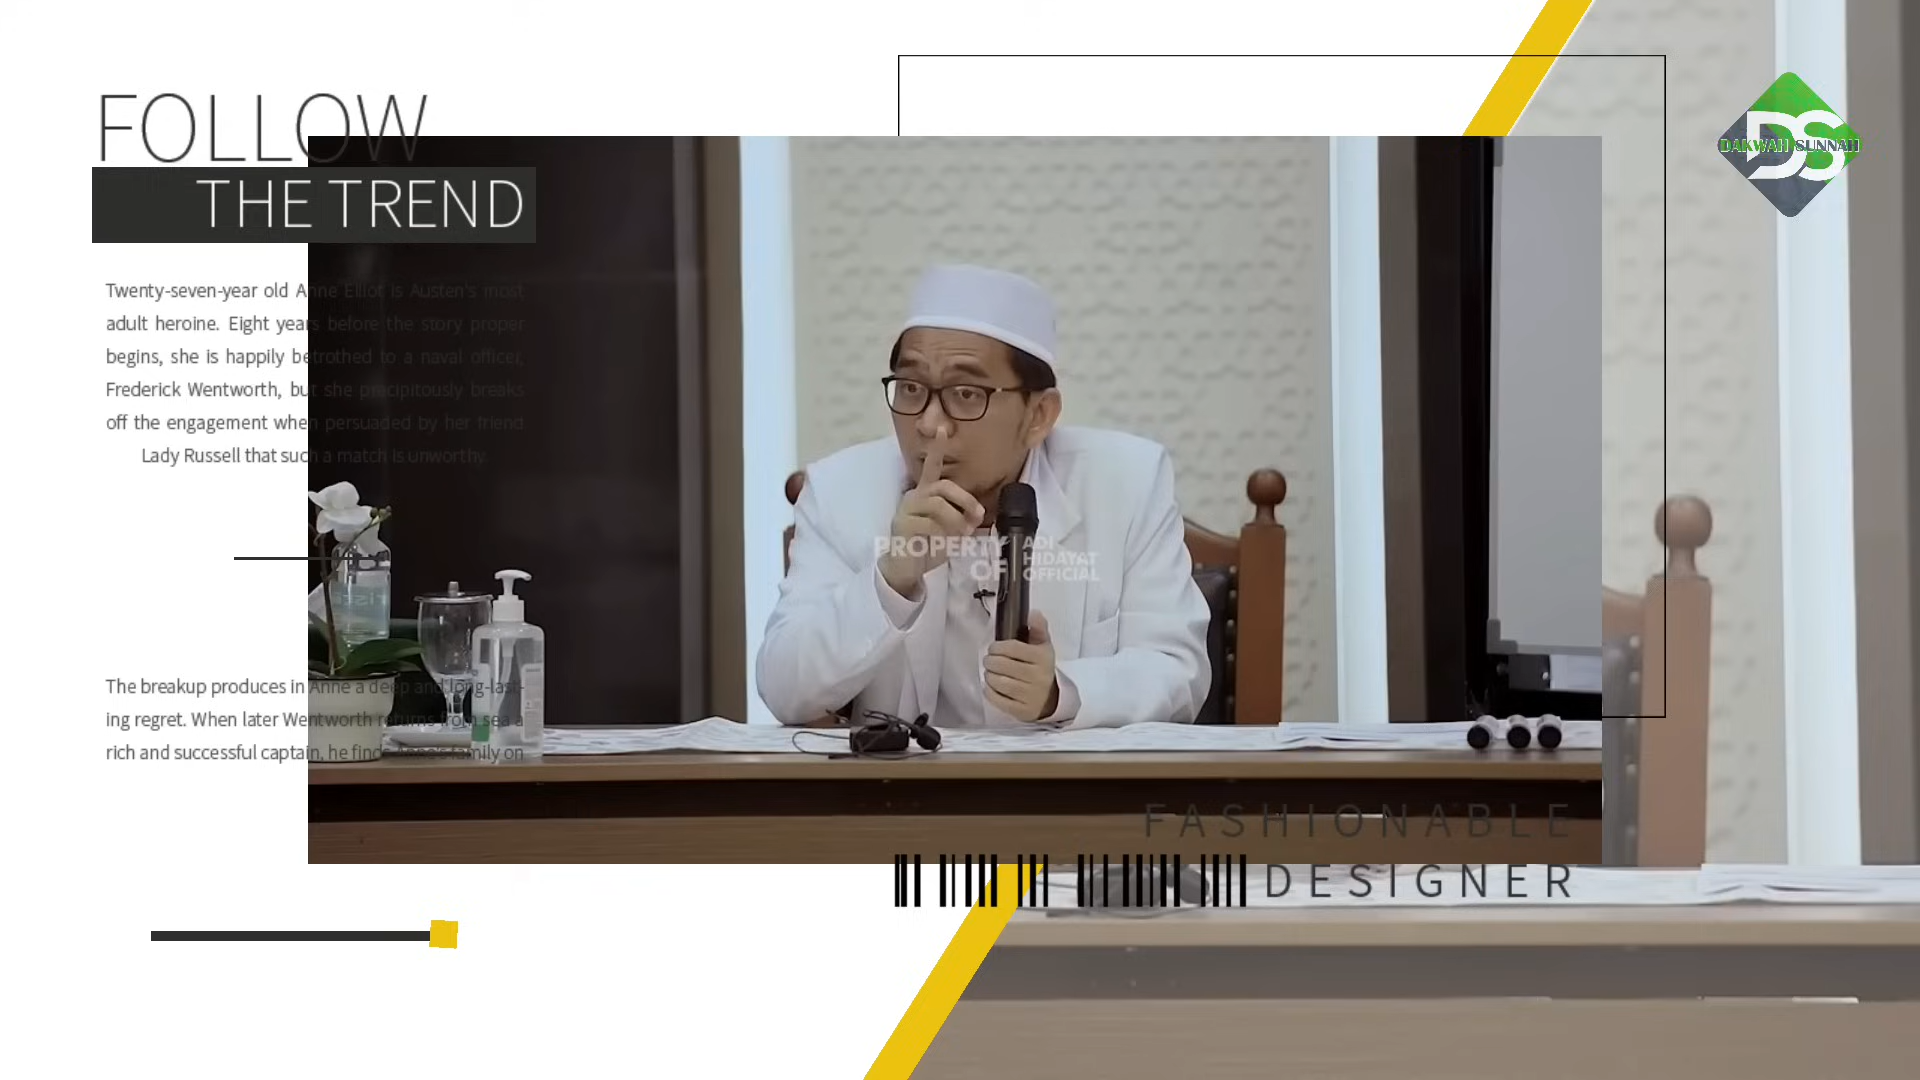 FOLLOW
THE TREND
DAKWAH SUNNAH
DS
Twenty-seven-year old Anne Elliot is Austen's most
adult heroine. Eight years before the story proper
begins, she is happily betrothed to a naval officer,
Frederick Wentworth, but she precipitously breaks
off the engagement when persuaded by her friend
Lady Russell that such a match is unworthy.
PROPERTY OF
ADI HIDAYAT OFFICIAL
The breakup produces in Anne a deep and long-last-
ing regret. When later Wentworth returns from sea a
rich and successful captain, he finds Anne's family on
FASHIONABLE
DESIGNER